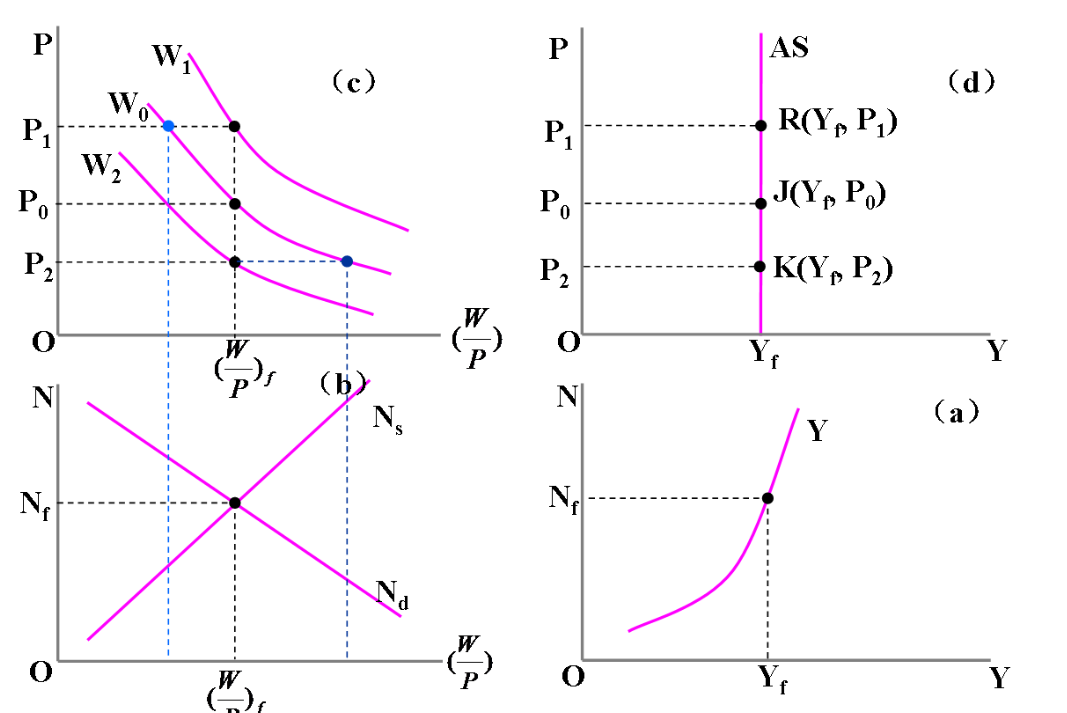 P
W₁
（c）
W₀
P₁
W₂
P₀
P₂
O
(W/P)
(W/P)f
P
AS
（d）
P₁
R(Yf, P₁)
P₀
J(Yf, P₀)
P₂
K(Yf, P₂)
O
Yf
Y
N
（b）
Ns
Nf
Nd
O
(W/P)
(W/P)f
N
（a）
Y
Nf
O
Yf
Y